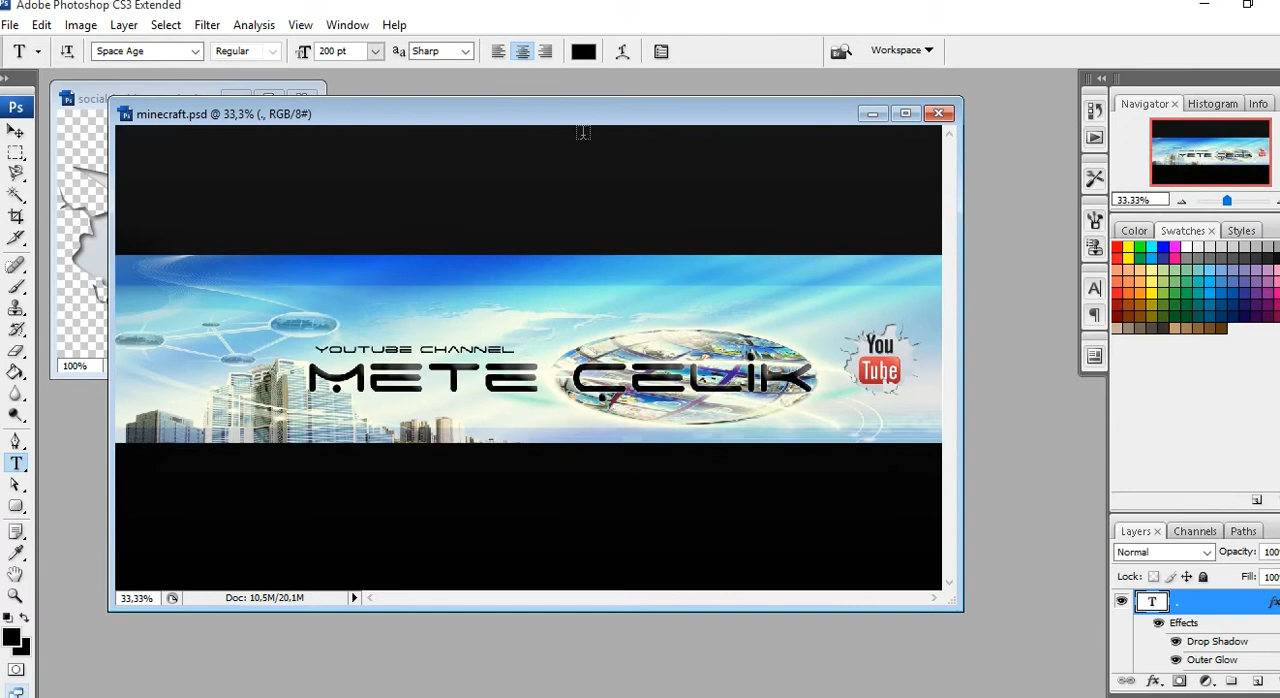 Adobe Photoshop CS3 Extended
File Edit Image Layer Select Filter Analysis View Window Help
T Space Age Regular T 200 pt aa Sharp Workspace
Ps social
minecraft.psd @ 33,3% (., RGB/8#)
Navigator Histogram Info
33.33%
Color Swatches Styles
YOUTUBE CHANNEL
METE ÇELİK
You
Tube
100%
33,33% Doc: 10,5M/20,1M
Layers Channels Paths
Normal Opacity: 100
Lock: Fill: 100
T .
Effects
Drop Shadow
Outer Glow